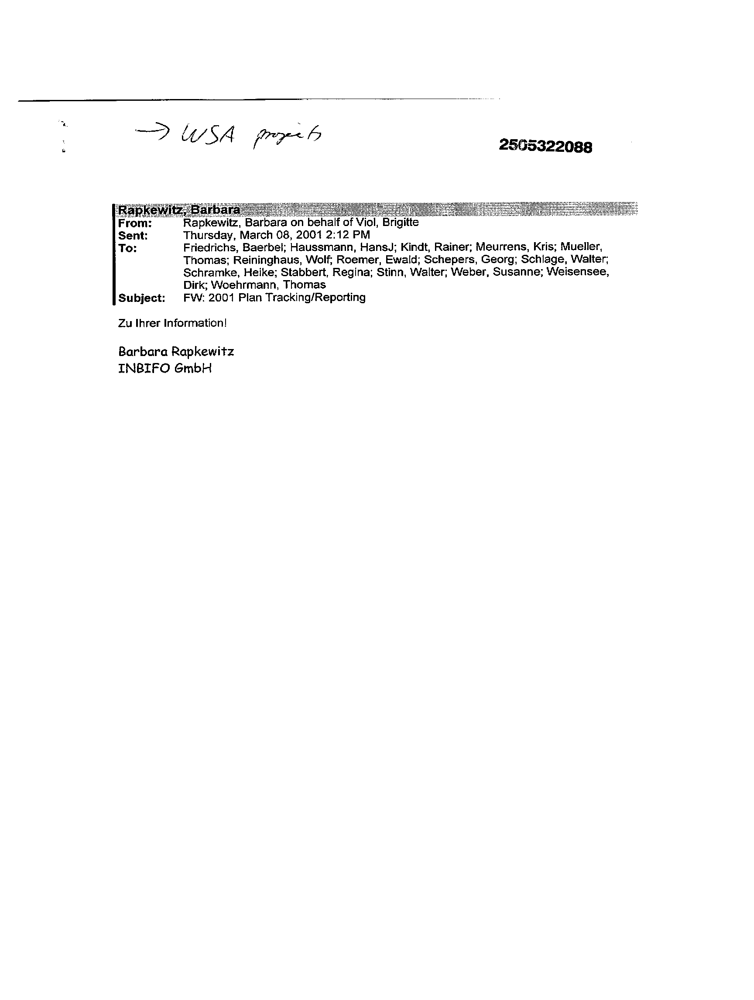 → WSA projects
2505322088
Rapkewitz, Barbara
From: Rapkewitz, Barbara on behalf of Viol, Brigitte
Sent: Thursday, March 08, 2001 2:12 PM
To: Friedrichs, Baerbel; Haussmann, HansJ; Kindt, Rainer; Meurrens, Kris; Mueller,
Thomas; Reininghaus, Wolf; Roemer, Ewald; Schepers, Georg; Schlage, Walter;
Schramke, Heike; Stabbert, Regina; Stinn, Walter; Weber, Susanne; Weisensee,
Dirk; Woehrmann, Thomas
Subject: FW: 2001 Plan Tracking/Reporting
Zu Ihrer Information!
Barbara Rapkewitz
INBIFO GmbH